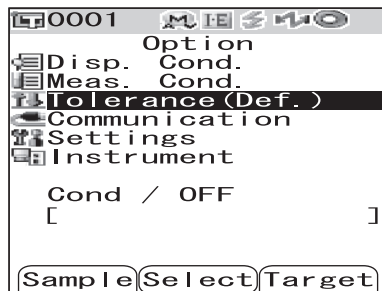 0001 M I+E
Option
Disp. Cond.
Meas. Cond.
Tolerance(Def.)
Communication
Settings
Instrument
Cond / OFF
[ ]
Sample Select Target